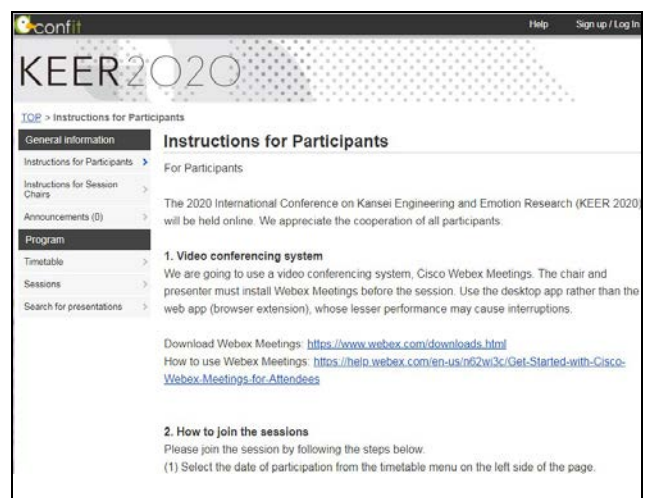 confit
Help Sign up / Log In
KEER2020
TOP > Instructions for Participants
General information
Instructions for Participants >
Instructions for Session
Chairs >
Announcements (0) >
Program
Timetable >
Sessions >
Search for presentations >
Instructions for Participants
For Participants
The 2020 International Conference on Kansei Engineering and Emotion Research (KEER 2020)
will be held online. We appreciate the cooperation of all participants.
1. Video conferencing system
We are going to use a video conferencing system, Cisco Webex Meetings. The chair and
presenter must install Webex Meetings before the session. Use the desktop app rather than the
web app (browser extension), whose lesser performance may cause interruptions.
Download Webex Meetings: https://www.webex.com/downloads.html
How to use Webex Meetings: https://help.webex.com/en-us/n62wi3c/Get-Started-with-Cisco-
Webex-Meetings-for-Attendees
2. How to join the sessions
Please join the session by following the steps below.
(1) Select the date of participation from the timetable menu on the left side of the page.